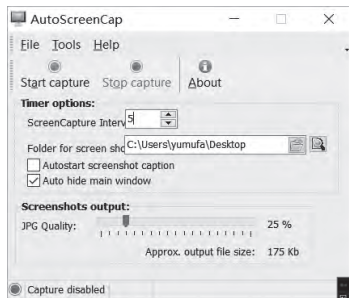 AutoScreenCap
File Tools Help
Start capture Stop capture About
Timer options:
ScreenCapture Interv 5
Folder for screen sho C:\Users\yumufa\Desktop
Autostart screenshot caption
Auto hide main window
Screenshots output:
JPG Quality: 25 %
Approx. output file size: 175 Kb
Capture disabled